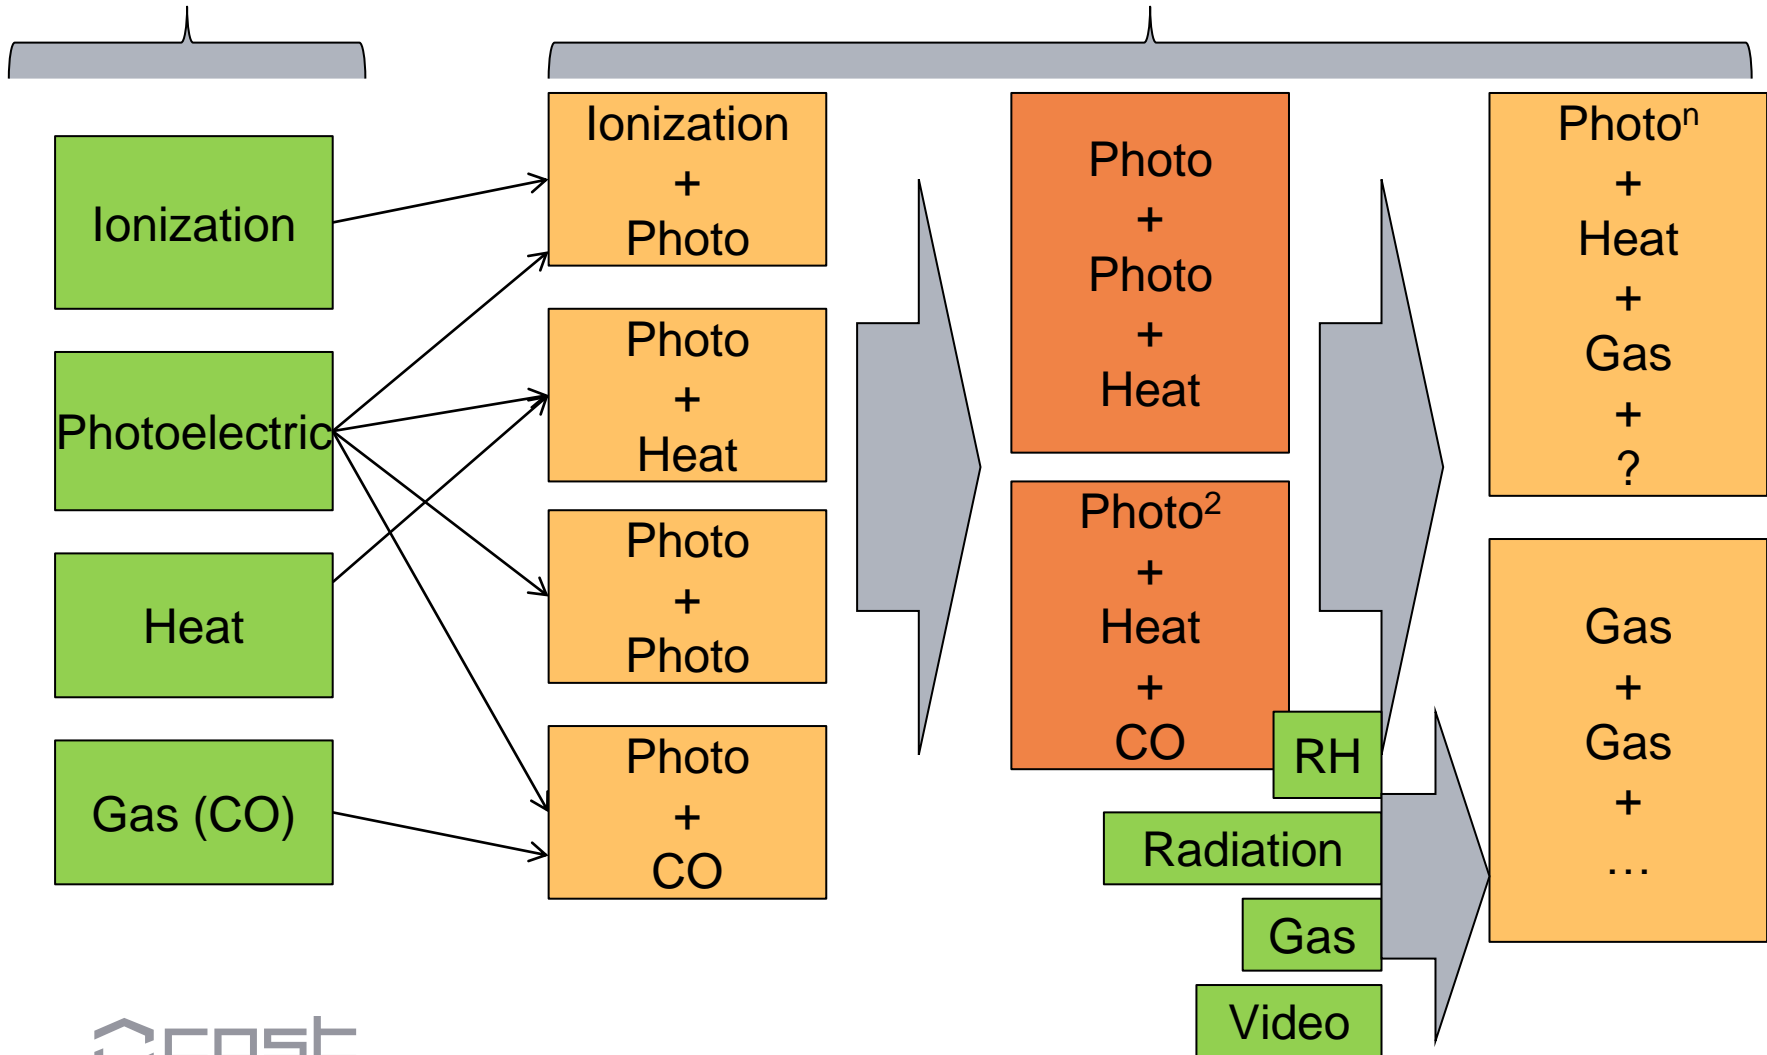 Ionization
Photoelectric
Heat
Gas (CO)
Ionization
+
Photo
Photo
+
Heat
Photo
+
Photo
Photo
+
CO
Photo
+
Photo
+
Heat
Photo²
+
Heat
+
CO
RH
Radiation
Gas
Video
Photoⁿ
+
Heat
+
Gas
+
?
Gas
+
Gas
+
…
cost